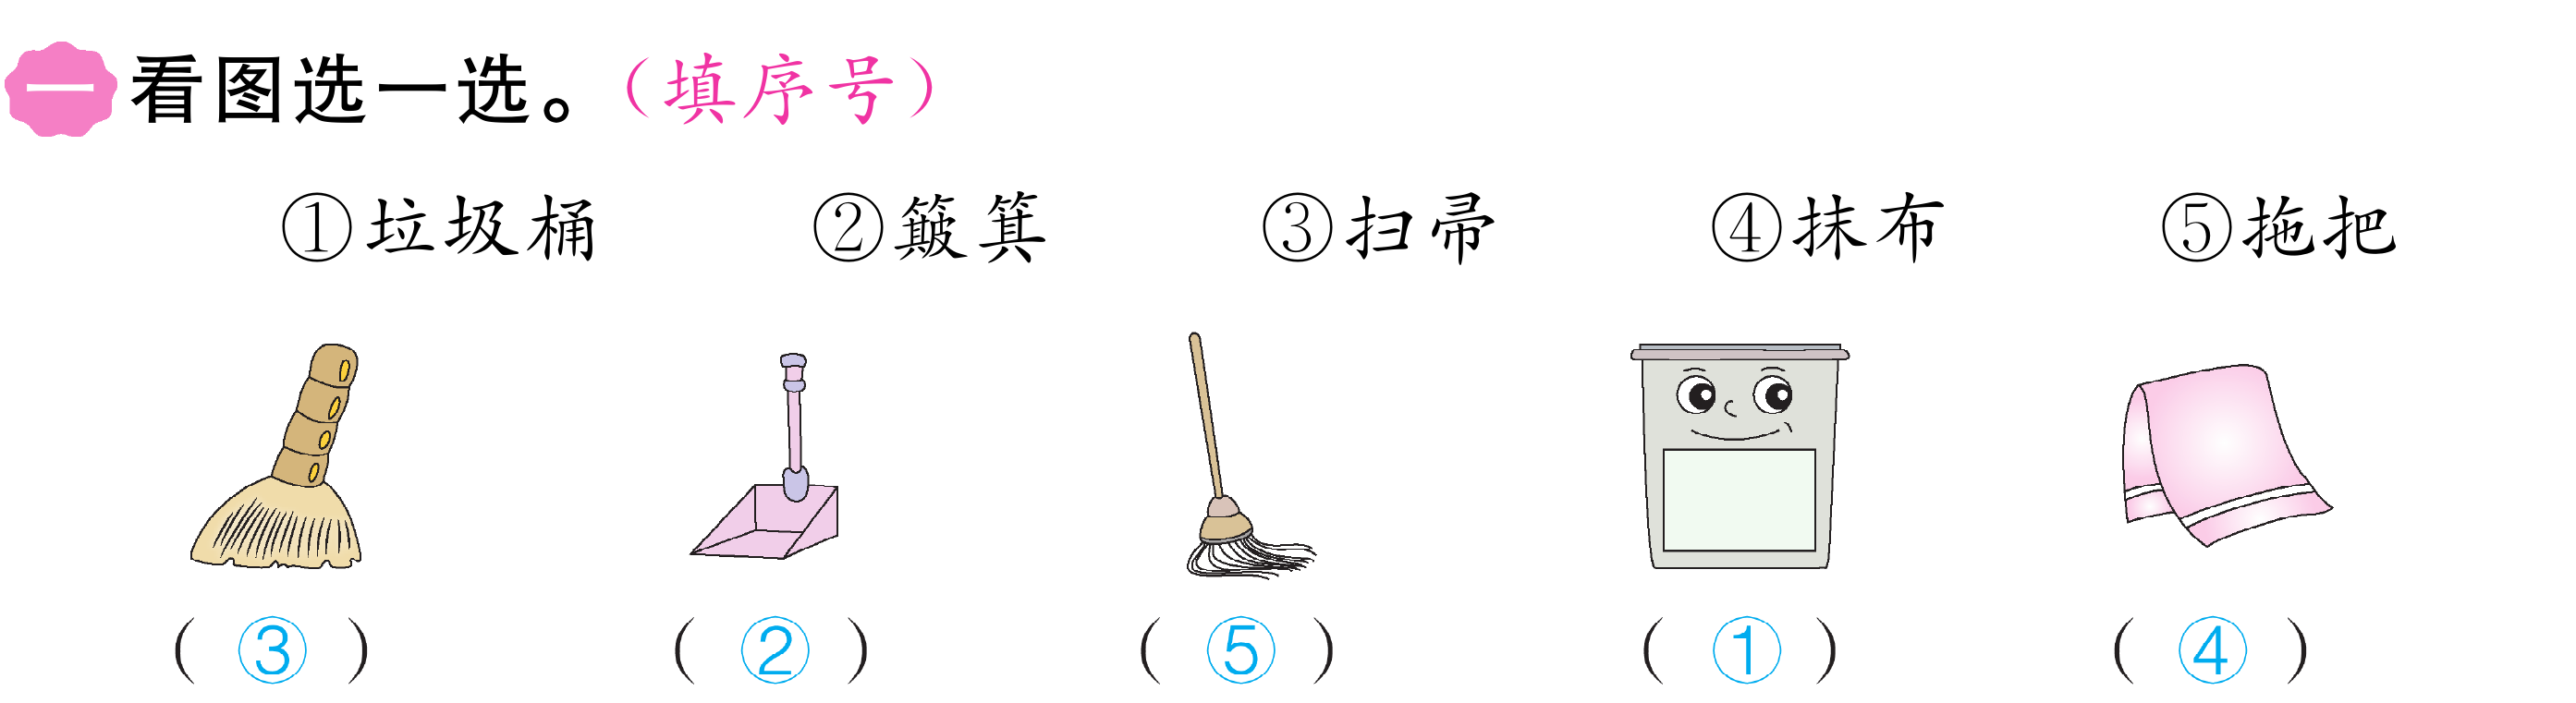 一 看图选一选。（填序号）
①垃圾桶 ②簸箕 ③扫帚 ④抹布 ⑤拖把
（ ③ ） （ ② ） （ ⑤ ） （ ① ） （ ④ ）